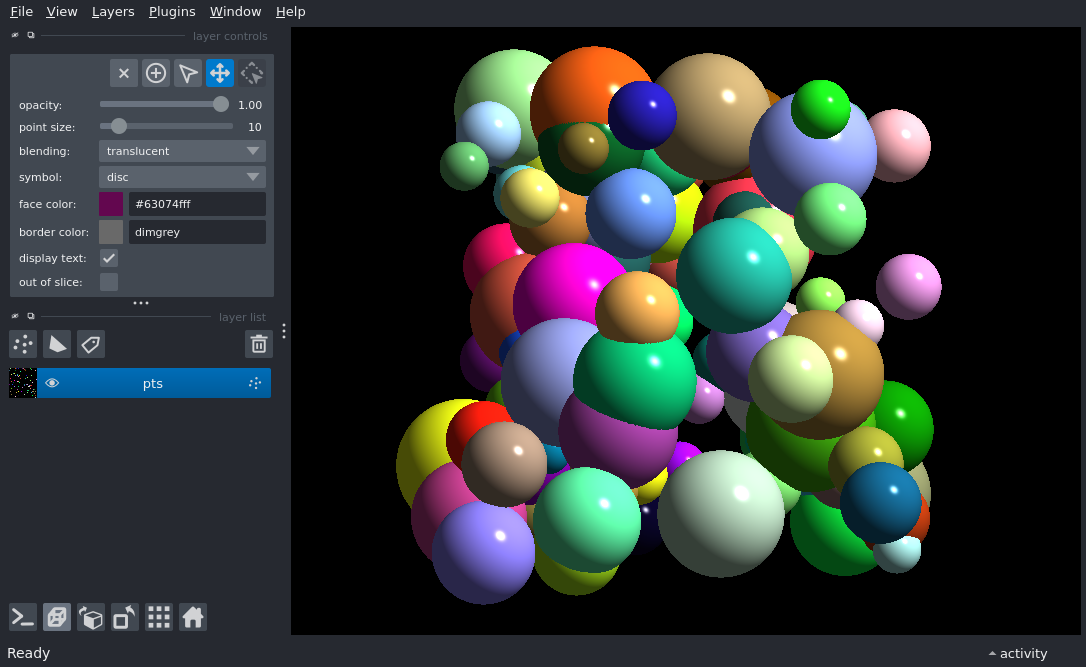 File View Layers Plugins Window Help
layer controls
opacity: 1.00
point size: 10
blending: translucent
symbol: disc
face color: #63074fff
border color: dimgrey
display text:
out of slice:
layer list
pts
Ready
activity